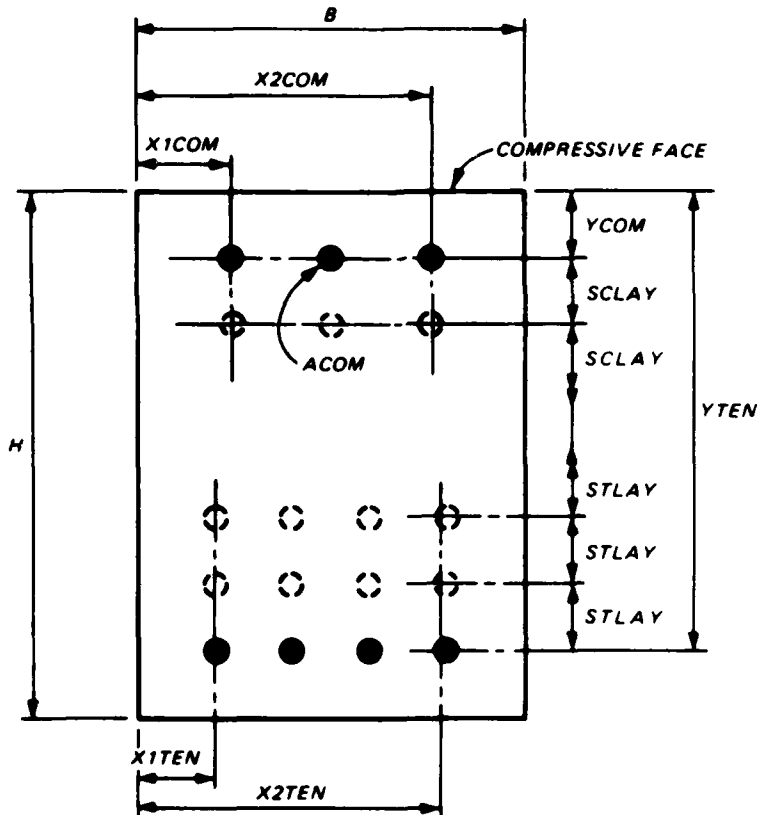 B
X2COM
X1COM
COMPRESSIVE FACE
YCOM
SCLAY
ACOM
SCLAY
YTEN
H
STLAY
STLAY
STLAY
X1TEN
X2TEN